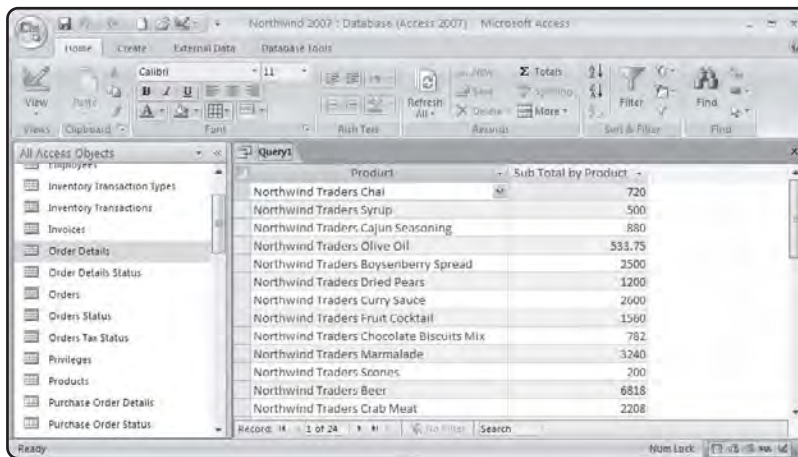 Northwind 2007 : Database (Access 2007) Microsoft Access
Home Create External Data Database Tools
Calibri 11
View Paste
B I U
Refresh All
New
Save
Delete
Totals
Spelling
More
Filter
Find
Views Clipboard Font Rich Text Records Sort & Filter Find
All Access Objects
Employees
Inventory Transaction Types
Inventory Transactions
Invoices
Order Details
Order Details Status
Orders
Orders Status
Orders Tax Status
Privileges
Products
Purchase Order Details
Purchase Order Status
Query1
Product Sub Total by Product
Northwind Traders Chai 720
Northwind Traders Syrup 500
Northwind Traders Cajun Seasoning 880
Northwind Traders Olive Oil 533.75
Northwind Traders Boysenberry Spread 2500
Northwind Traders Dried Pears 1200
Northwind Traders Curry Sauce 2600
Northwind Traders Fruit Cocktail 1560
Northwind Traders Chocolate Biscuits Mix 782
Northwind Traders Marmalade 3240
Northwind Traders Scones 200
Northwind Traders Beer 6818
Northwind Traders Crab Meat 2208
Record: 1 of 24 No Filter Search
Ready Num Lock